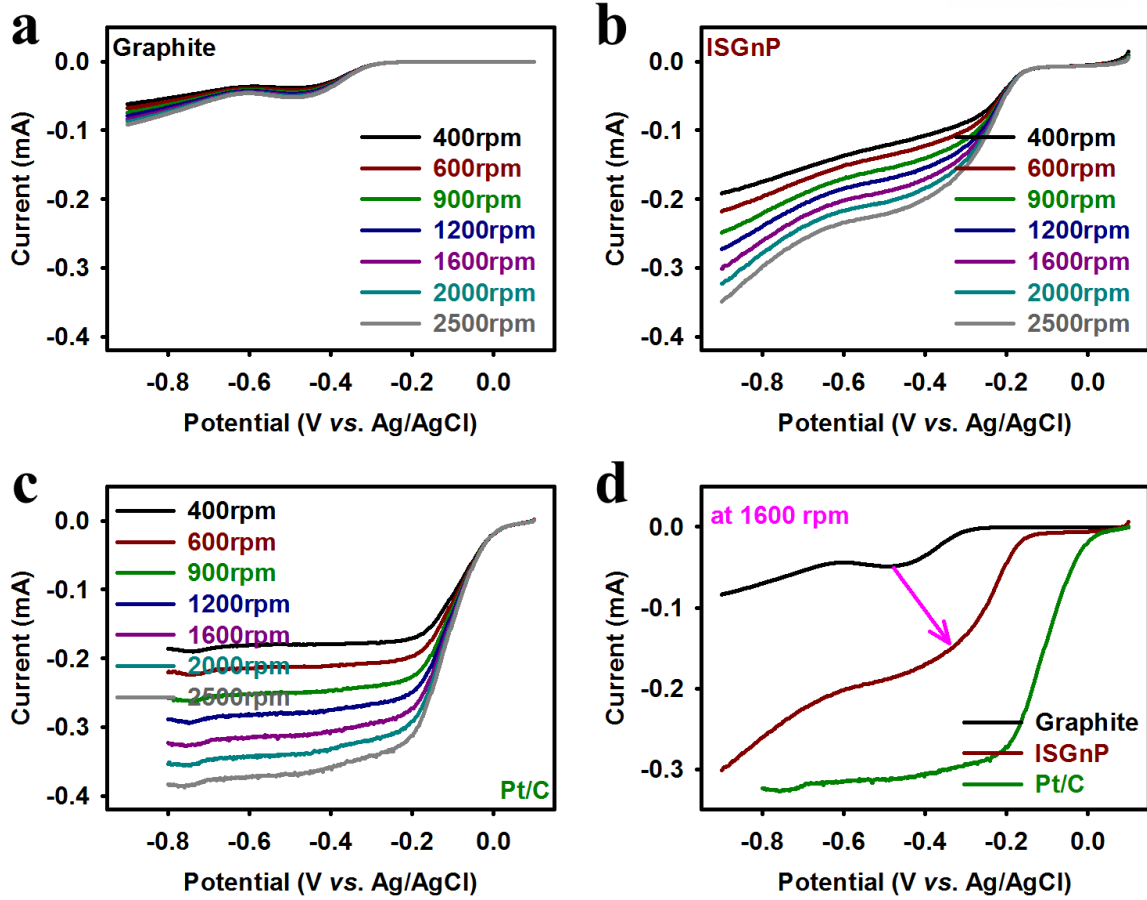 a
Graphite
0.0
-0.1
-0.2
-0.3
-0.4
Current (mA)
400rpm
600rpm
900rpm
1200rpm
1600rpm
2000rpm
2500rpm
-0.8 -0.6 -0.4 -0.2 0.0
Potential (V vs. Ag/AgCl)
b
ISGnP
0.0
-0.1
-0.2
-0.3
-0.4
Current (mA)
400rpm
600rpm
900rpm
1200rpm
1600rpm
2000rpm
2500rpm
-0.8 -0.6 -0.4 -0.2 0.0
Potential (V vs. Ag/AgCl)
c
0.0
-0.1
-0.2
-0.3
-0.4
Current (mA)
400rpm
600rpm
900rpm
1200rpm
1600rpm
2000rpm
2500rpm
Pt/C
-0.8 -0.6 -0.4 -0.2 0.0
Potential (V vs. Ag/AgCl)
d
at 1600 rpm
0.0
-0.1
-0.2
-0.3
Current (mA)
Graphite
ISGnP
Pt/C
-0.8 -0.6 -0.4 -0.2 0.0
Potential (V vs. Ag/AgCl)